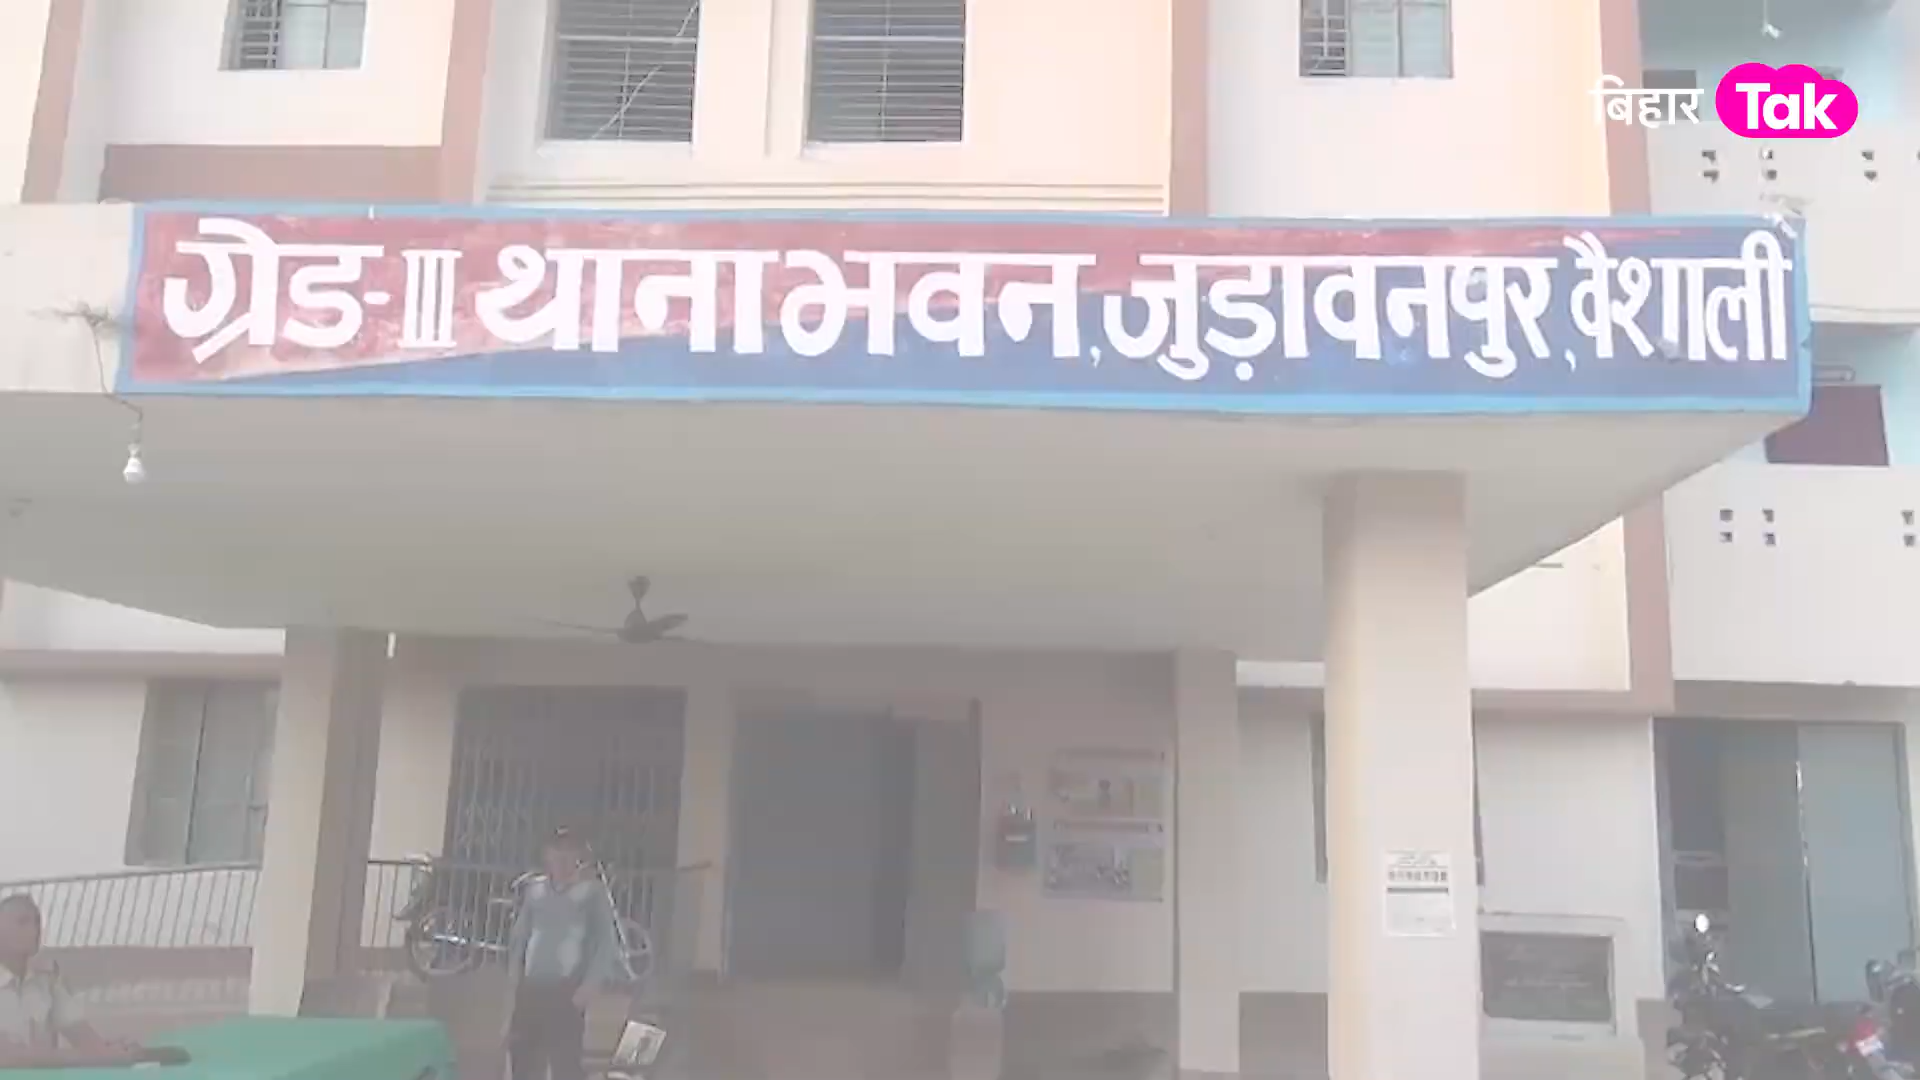 बिहार Tak
ग्रेड-III थाना भवन, जुड़ावनपुर, वैशाली